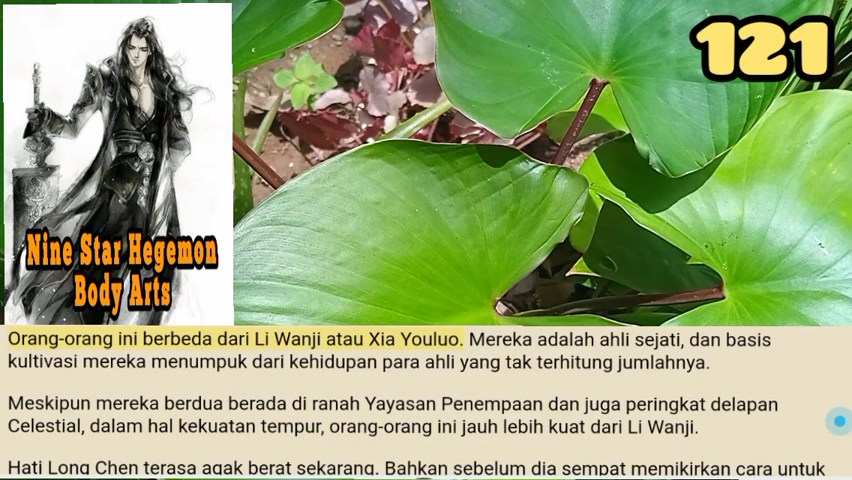 121
Nine Star Hegemon
Body Arts
Orang-orang ini berbeda dari Li Wanji atau Xia Youluo. Mereka adalah ahli sejati, dan basis
kultivasi mereka menumpuk dari kehidupan para ahli yang tak terhitung jumlahnya.
Meskipun mereka berdua berada di ranah Yayasan Penempaan dan juga peringkat delapan
Celestial, dalam hal kekuatan tempur, orang-orang ini jauh lebih kuat dari Li Wanji.
Hati Long Chen terasa agak berat sekarang. Bahkan sebelum dia sempat memikirkan cara untuk